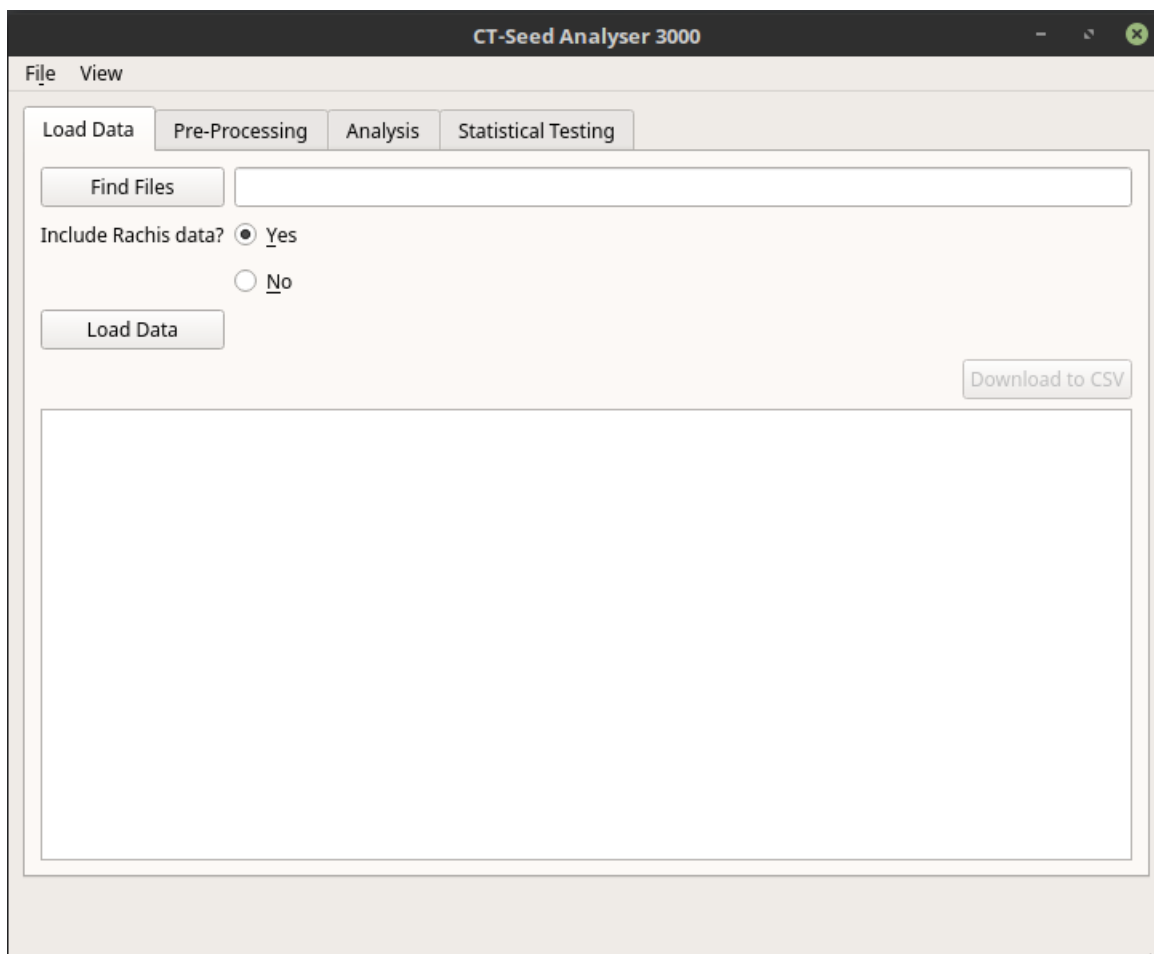 CT-Seed Analyser 3000
File View
Load Data Pre-Processing Analysis Statistical Testing
Find Files
Include Rachis data? Yes
No
Load Data
Download to CSV